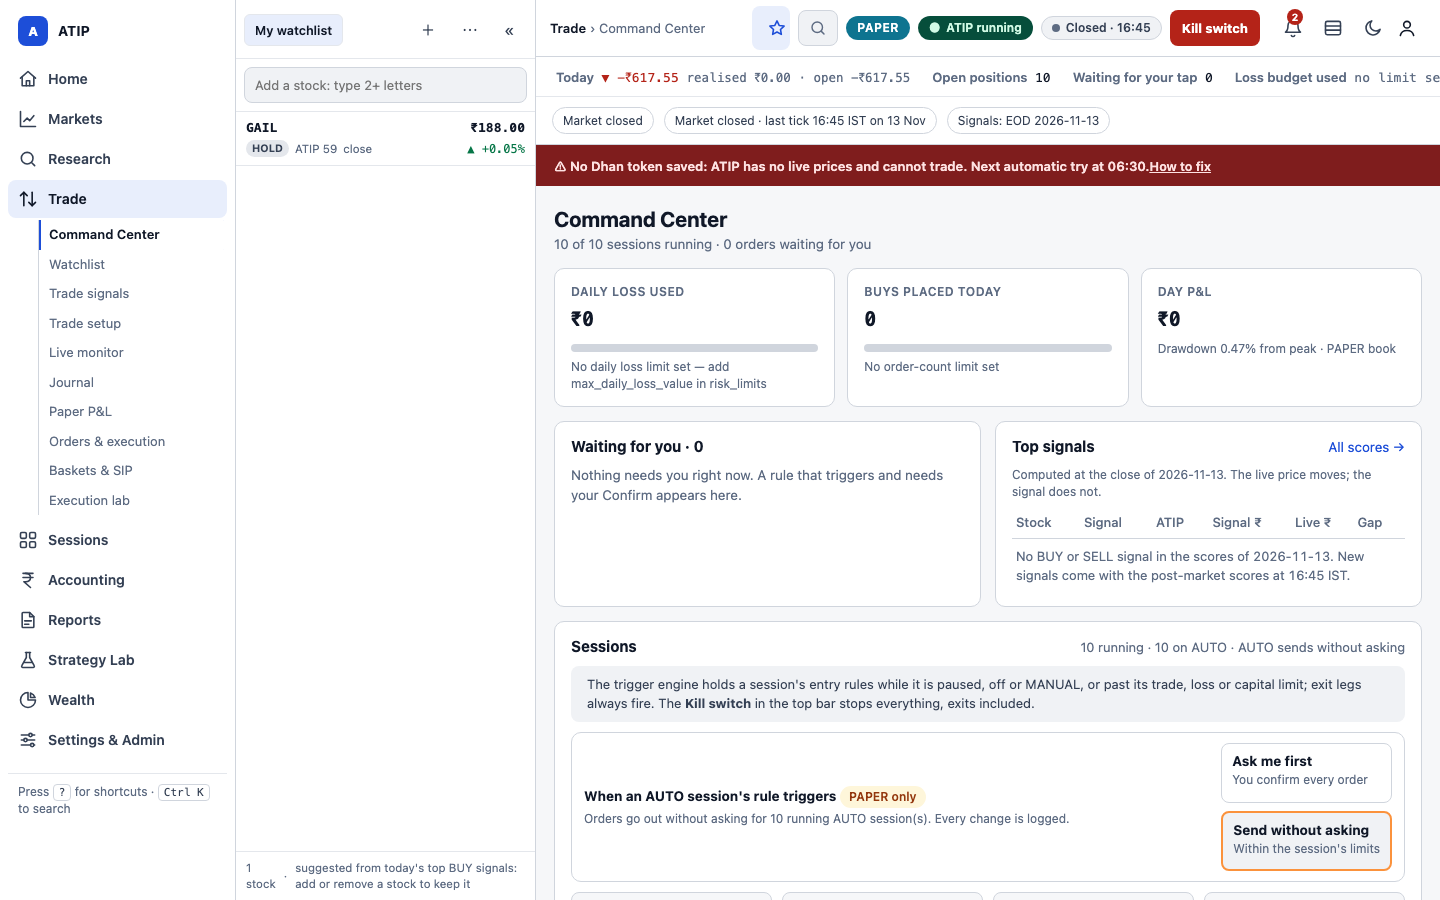 A ATIP
Home
Markets
Research
Trade
Command Center
Watchlist
Trade signals
Trade setup
Live monitor
Journal
Paper P&L
Orders & execution
Baskets & SIP
Execution lab
Sessions
Accounting
Reports
Strategy Lab
Wealth
Settings & Admin
Press ? for shortcuts · Ctrl K
to search
My watchlist + ··· «
Add a stock: type 2+ letters
GAIL ₹188.00
HOLD ATIP 59 close ▲ +0.05%
1 stock · suggested from today's top BUY signals:
add or remove a stock to keep it
Trade › Command Center
PAPER ATIP running Closed · 16:45 Kill switch 2
Today ▼ −₹617.55 realised ₹0.00 · open −₹617.55 Open positions 10 Waiting for your tap 0 Loss budget used no limit se
Market closed Market closed · last tick 16:45 IST on 13 Nov Signals: EOD 2026-11-13
⚠ No Dhan token saved: ATIP has no live prices and cannot trade. Next automatic try at 06:30.How to fix
Command Center
10 of 10 sessions running · 0 orders waiting for you
DAILY LOSS USED
₹0
No daily loss limit set — add
max_daily_loss_value in risk_limits
BUYS PLACED TODAY
0
No order-count limit set
DAY P&L
₹0
Drawdown 0.47% from peak · PAPER book
Waiting for you · 0
Nothing needs you right now. A rule that triggers and needs
your Confirm appears here.
Top signals All scores →
Computed at the close of 2026-11-13. The live price moves; the
signal does not.
Stock Signal ATIP Signal ₹ Live ₹ Gap
No BUY or SELL signal in the scores of 2026-11-13. New
signals come with the post-market scores at 16:45 IST.
Sessions 10 running · 10 on AUTO · AUTO sends without asking
The trigger engine holds a session's entry rules while it is paused, off or MANUAL, or past its trade, loss or capital limit; exit legs
always fire. The Kill switch in the top bar stops everything, exits included.
When an AUTO session's rule triggers PAPER only
Orders go out without asking for 10 running AUTO session(s). Every change is logged.
Ask me first
You confirm every order
Send without asking
Within the session's limits